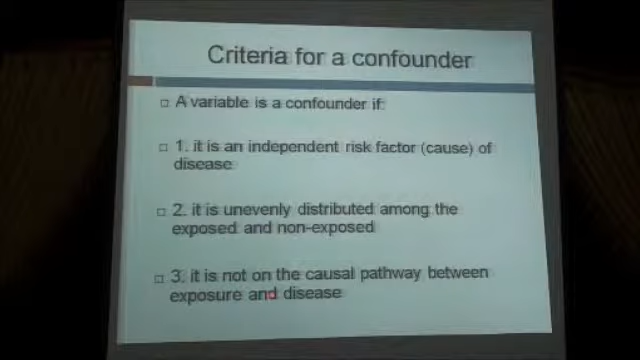 Criteria for a confounder
A variable is a confounder if:
1. it is an independent risk factor (cause) of
disease
2. it is unevenly distributed among the
exposed and non-exposed
3. it is not on the causal pathway between
exposure and disease